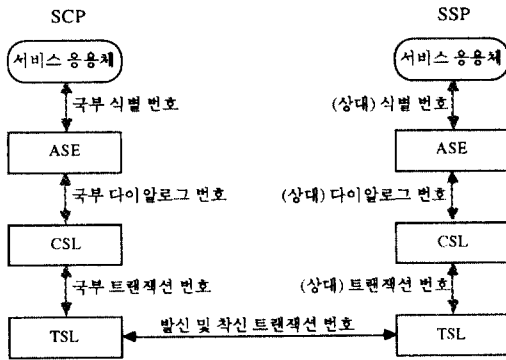 SCP SSP
서비스 응용체 서비스 응용체
국부 식별 번호 (상대) 식별 번호
ASE ASE
국부 다이알로그 번호 (상대) 다이알로그 번호
CSL CSL
국부 트랜잭션 번호 (상대) 트랜잭션 번호
발신 및 착신 트랜잭션 번호
TSL TSL